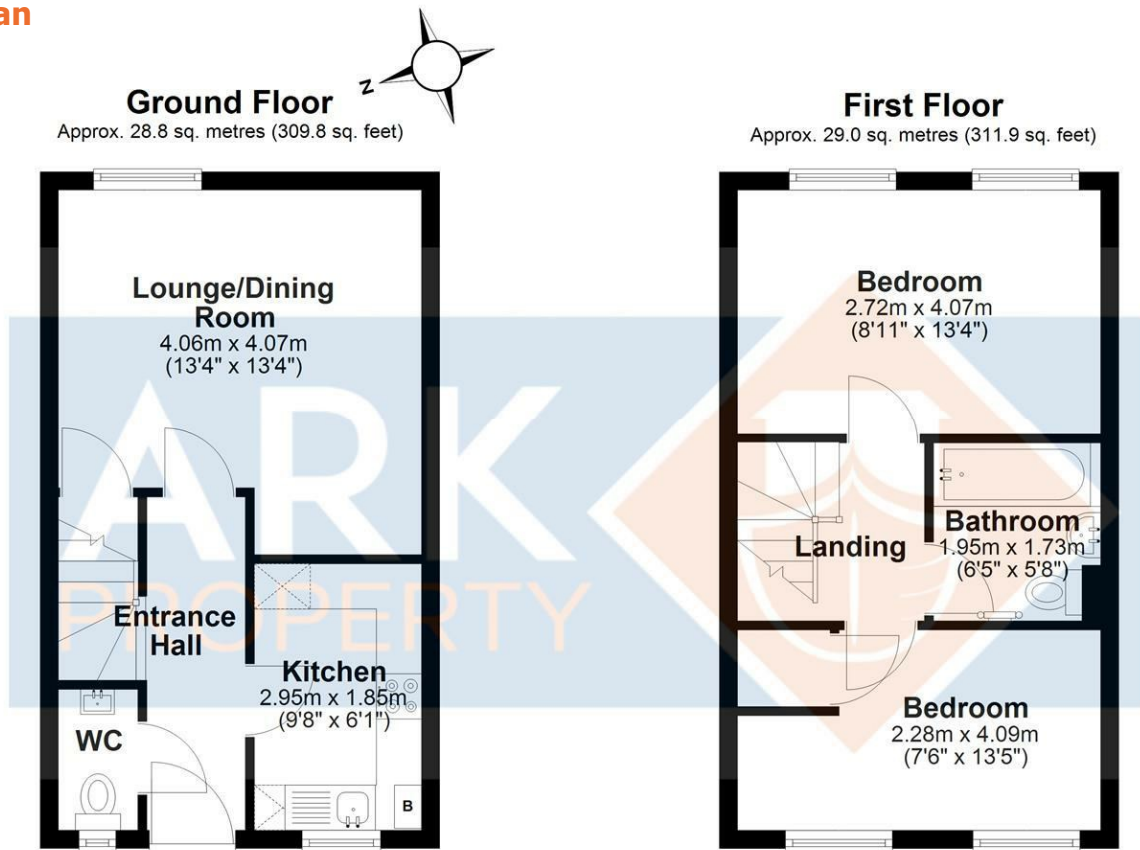 an
Z
Ground Floor
Approx. 28.8 sq. metres (309.8 sq. feet)
Lounge/Dining
Room
4.06m x 4.07m
(13'4" x 13'4")
Entrance
Hall
Kitchen
2.95m x 1.85m
(9'8" x 6'1")
WC
B
First Floor
Approx. 29.0 sq. metres (311.9 sq. feet)
Bedroom
2.72m x 4.07m
(8'11" x 13'4")
Landing
Bathroom
1.95m x 1.73m
(6'5" x 5'8")
Bedroom
2.28m x 4.09m
(7'6" x 13'5")
ARK
PROPERTY